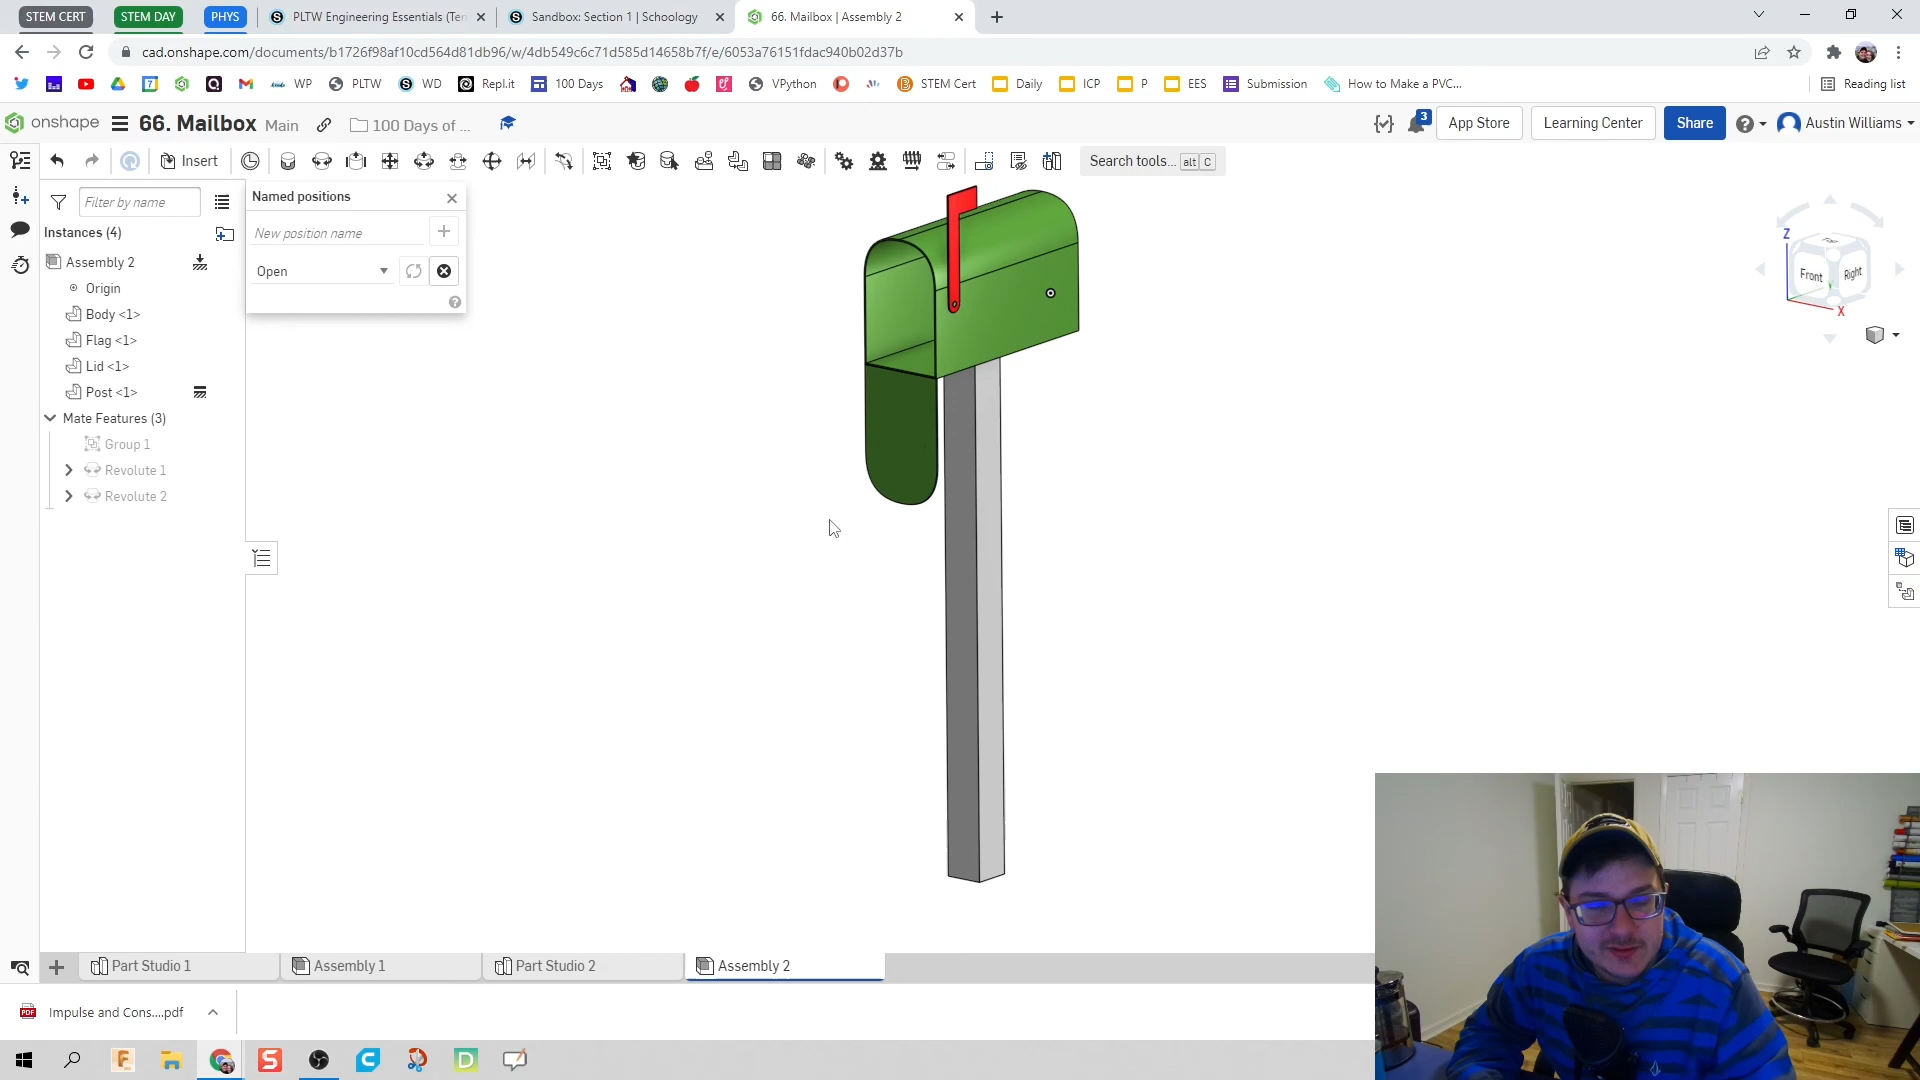 STEM CERT
STEM DAY
PHYS
PLTW Engineering Essentials (Ter
Sandbox: Section 1 | Schoology
66. Mailbox | Assembly 2
cad.onshape.com/documents/b1726f98af10cd564d81db96/w/4db549c6c71d585d14658b7f/e/6053a76151fdac940b02d37b
WP
PLTW
WD
Repl.it
100 Days
VPython
STEM Cert
Daily
ICP
P
EES
Submission
How to Make a PVC...
Reading list
onshape
66. Mailbox Main
100 Days of ...
3
App Store
Learning Center
Share
Austin Williams
Insert
Search tools... alt C
Filter by name
Instances (4)
Assembly 2
Origin
Body <1>
Flag <1>
Lid <1>
Post <1>
Mate Features (3)
Group 1
Revolute 1
Revolute 2
Named positions
New position name
Open
Z
Top
Front
Right
X
Part Studio 1
Assembly 1
Part Studio 2
Assembly 2
PDF
Impulse and Cons....pdf